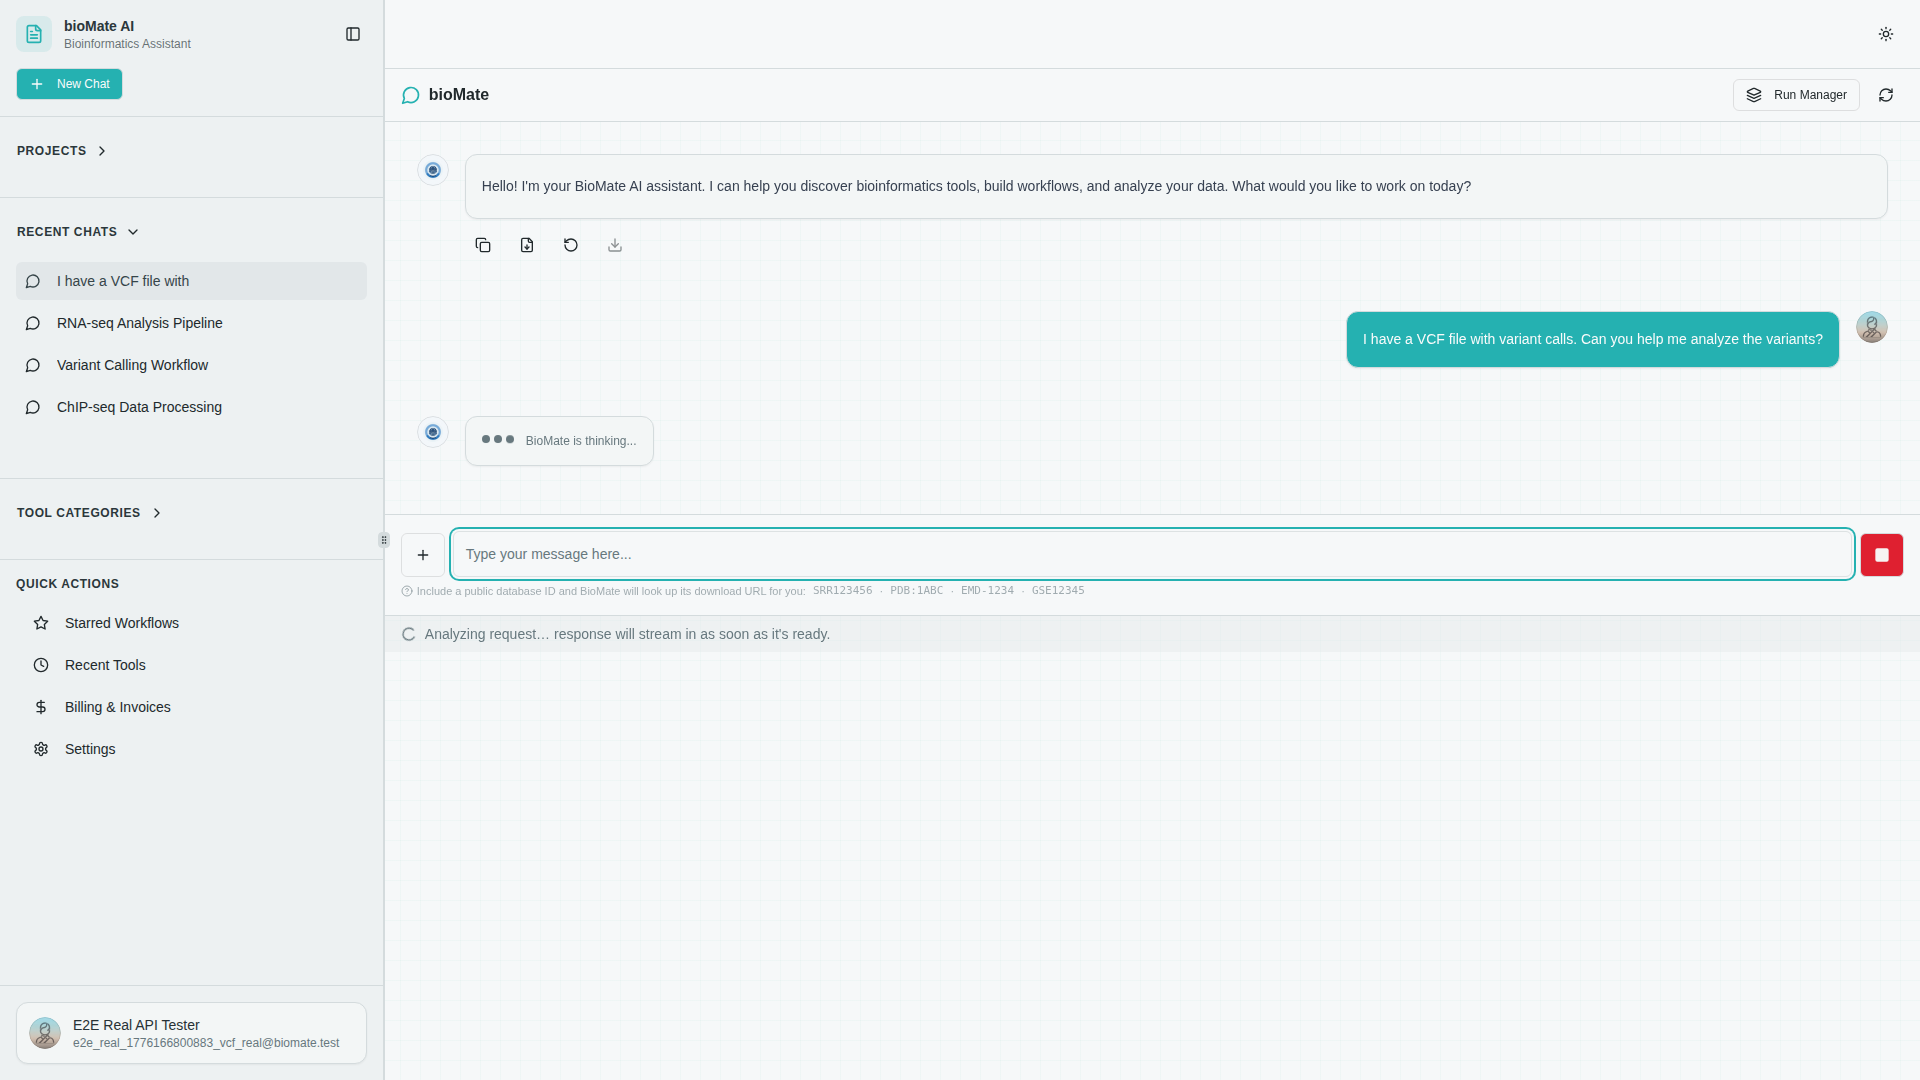 bioMate AI
Bioinformatics Assistant
New Chat
PROJECTS
RECENT CHATS
I have a VCF file with
RNA-seq Analysis Pipeline
Variant Calling Workflow
ChIP-seq Data Processing
TOOL CATEGORIES
QUICK ACTIONS
Starred Workflows
Recent Tools
Billing & Invoices
Settings
E2E Real API Tester
e2e_real_1776166800883_vcf_real@biomate.test
bioMate
Run Manager
Hello! I'm your BioMate AI assistant. I can help you discover bioinformatics tools, build workflows, and analyze your data. What would you like to work on today?
I have a VCF file with variant calls. Can you help me analyze the variants?
BioMate is thinking...
Type your message here...
Include a public database ID and BioMate will look up its download URL for you: SRR123456 · PDB:1ABC · EMD-1234 · GSE12345
Analyzing request… response will stream in as soon as it's ready.